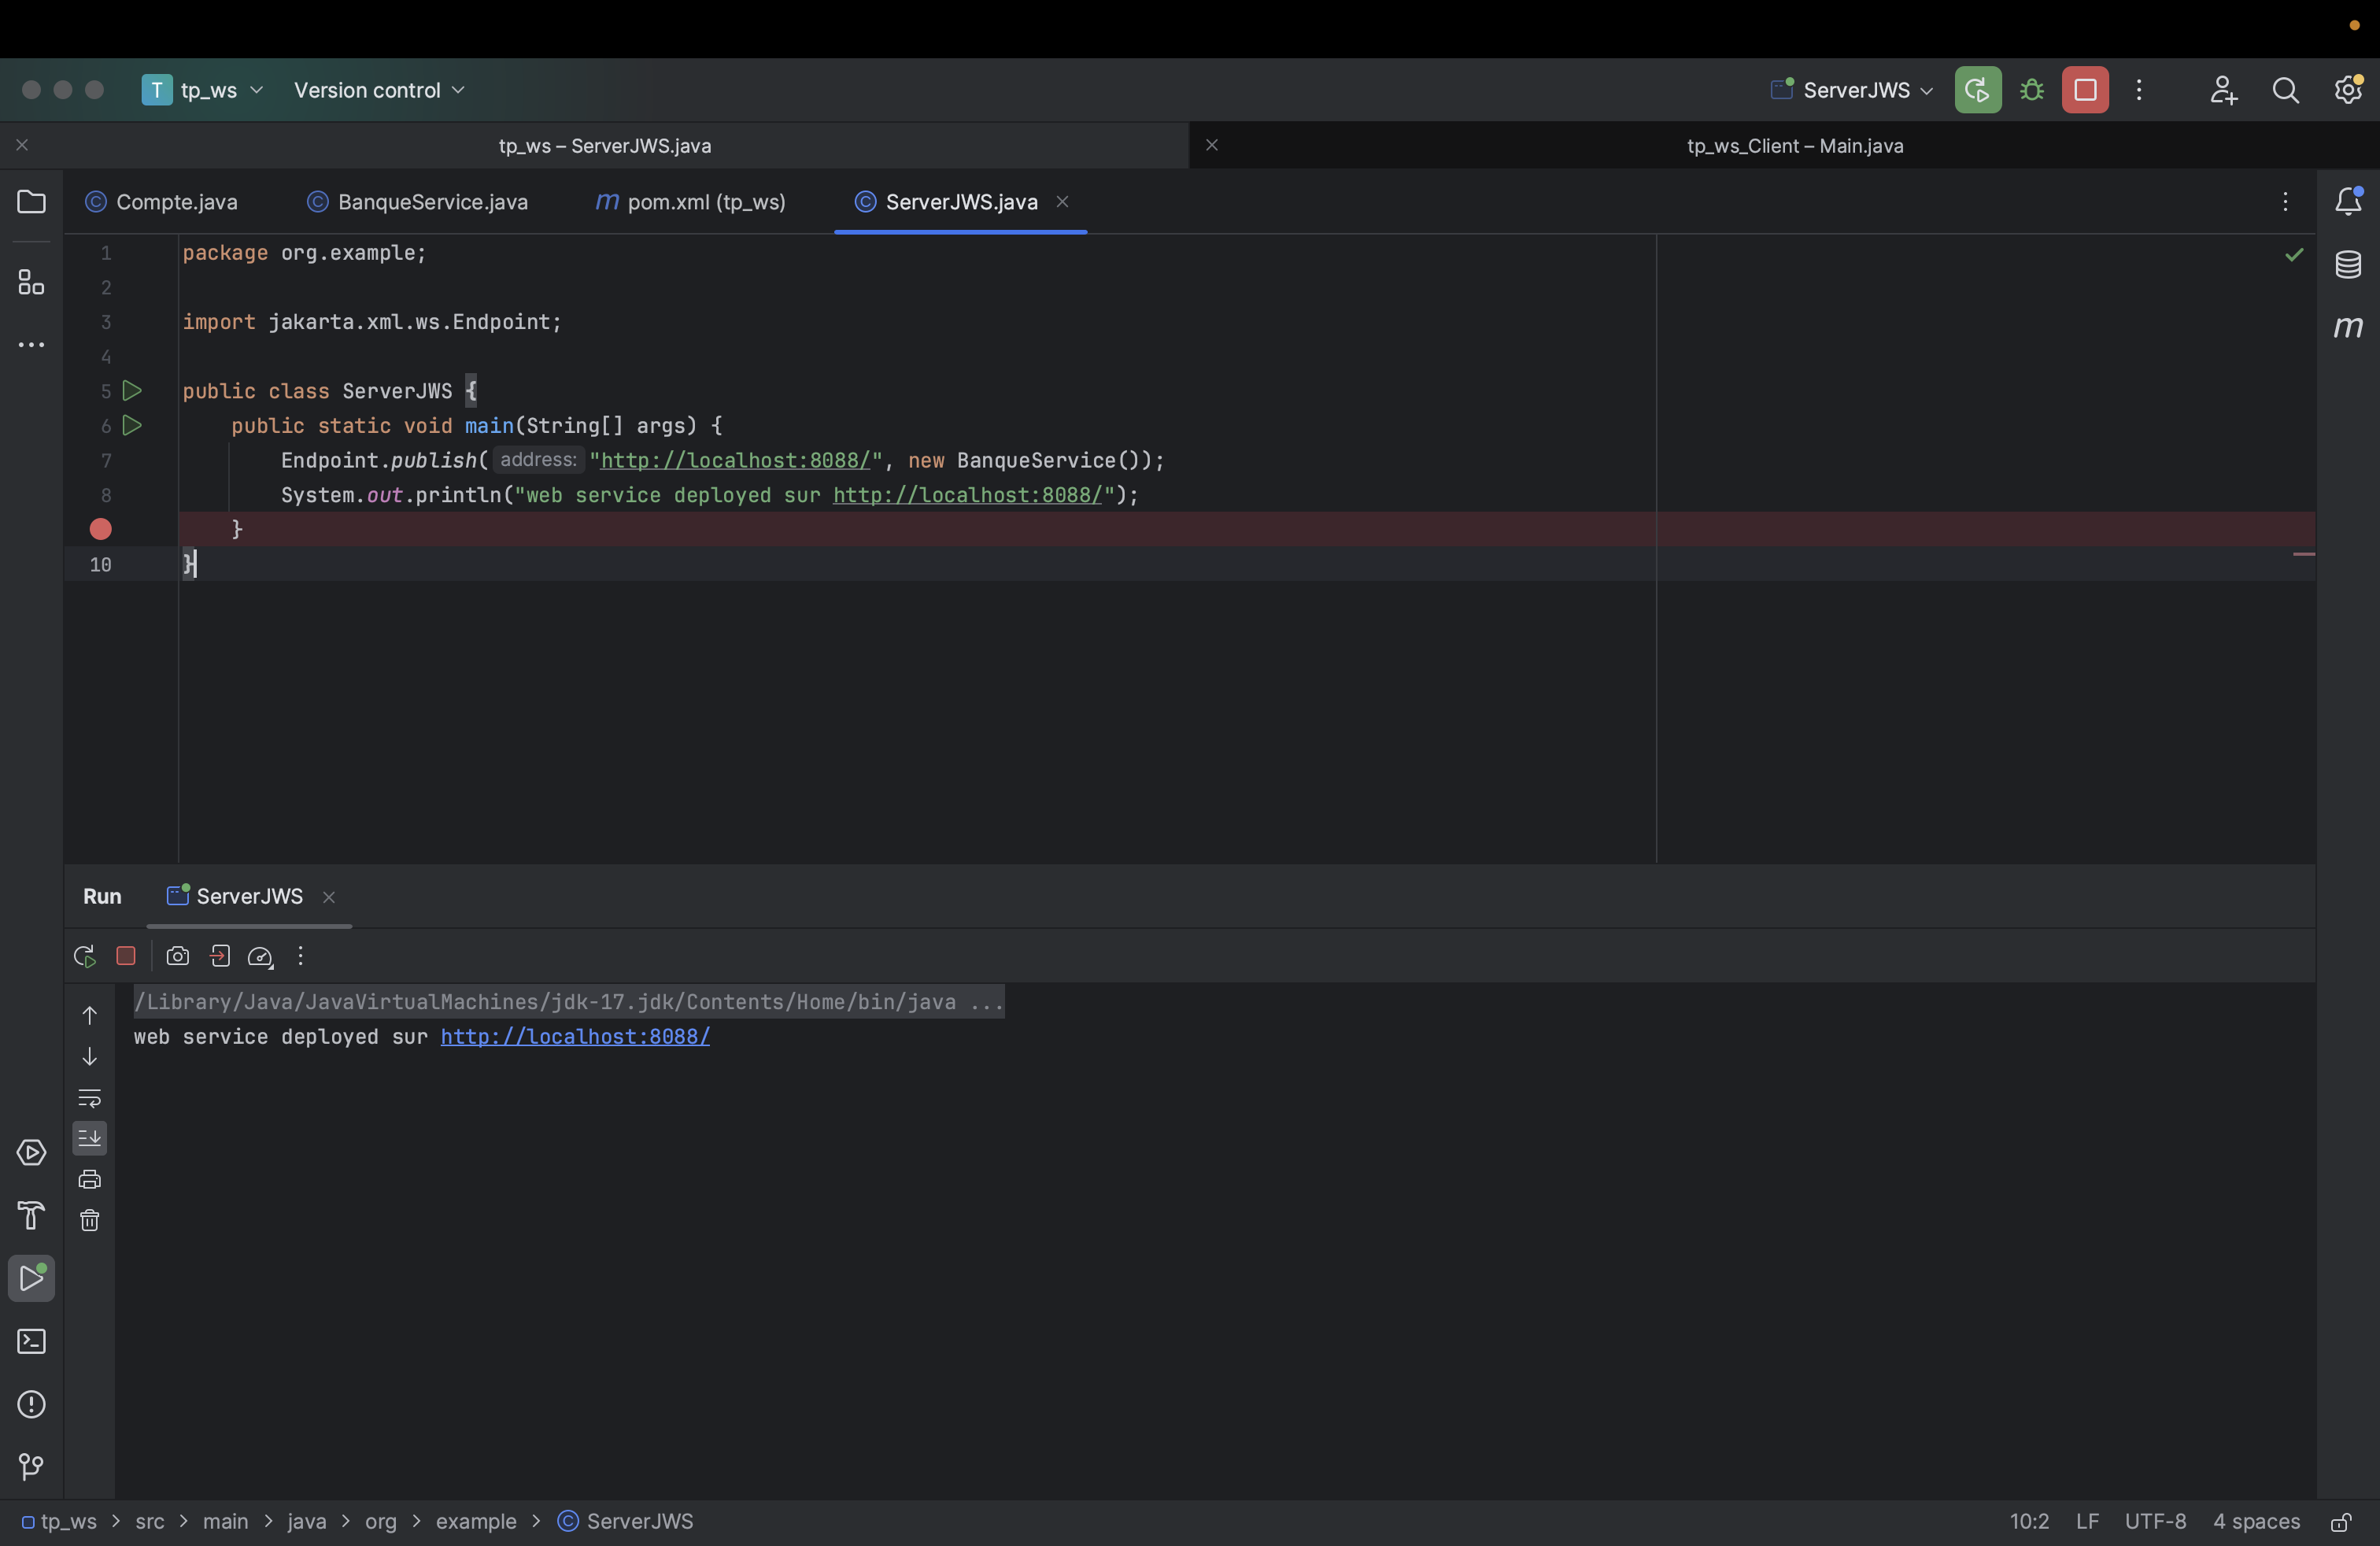 T tp_ws Version control ServerJWS
tp_ws – ServerJWS.java tp_ws_Client – Main.java
Compte.java BanqueService.java m pom.xml (tp_ws) ServerJWS.java
1 package org.example;
2
3 import jakarta.xml.ws.Endpoint;
4
5 public class ServerJWS {
6 public static void main(String[] args) {
7 Endpoint.publish( address: "http://localhost:8088/", new BanqueService());
8 System.out.println("web service deployed sur http://localhost:8088/");
}
10 }
Run ServerJWS
/Library/Java/JavaVirtualMachines/jdk-17.jdk/Contents/Home/bin/java ...
web service deployed sur http://localhost:8088/
tp_ws > src > main > java > org > example > ServerJWS 10:2 LF UTF-8 4 spaces